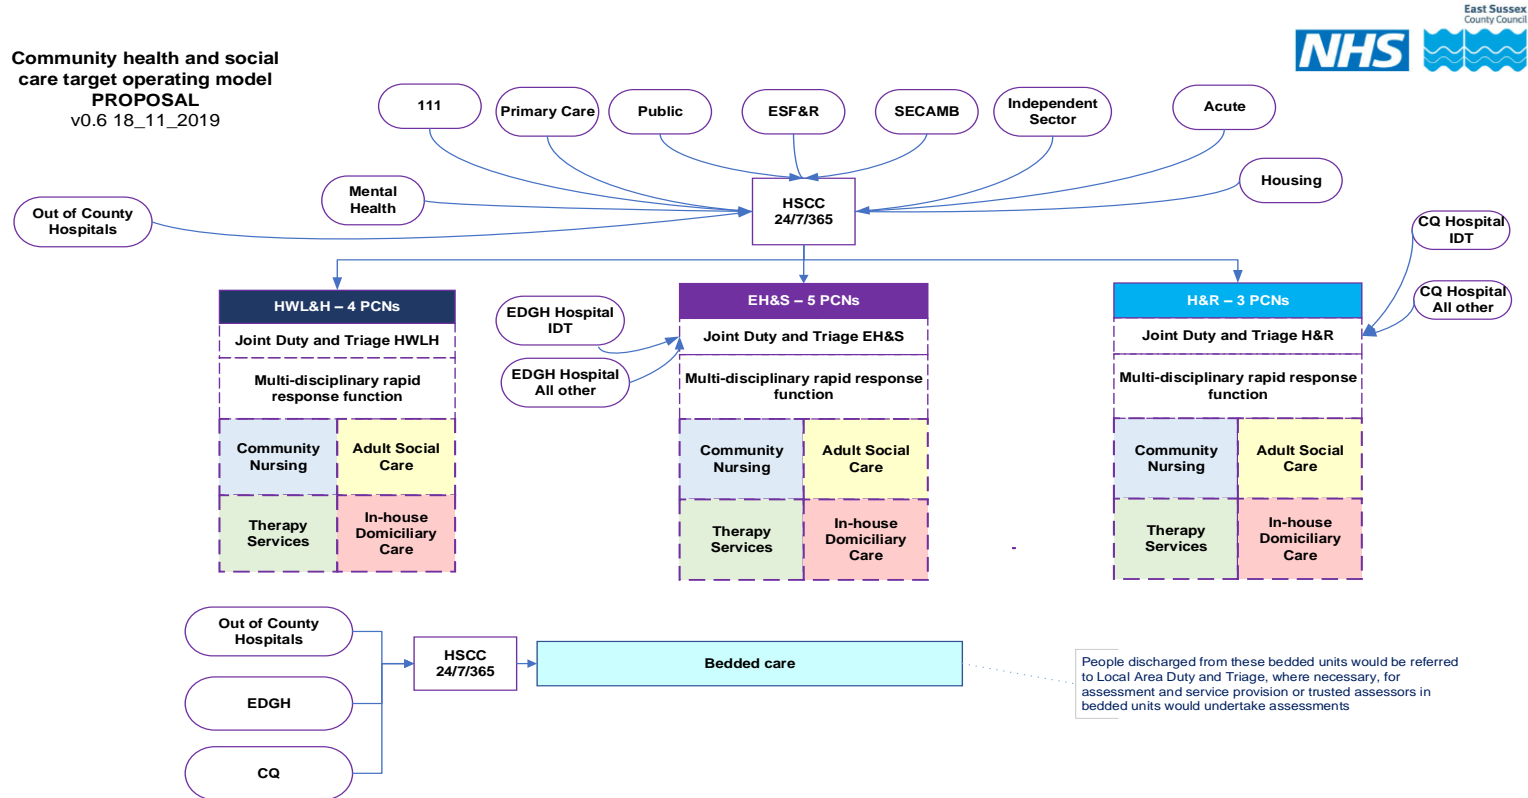 East Sussex
County Council
NHS
Community health and social
care target operating model
PROPOSAL
v0.6 18_11_2019
111
Primary Care
Public
ESF&R
SECAMB
Independent
Sector
Acute
Mental
Health
Housing
Out of County
Hospitals
HSCC
24/7/365
CQ Hospital
IDT
CQ Hospital
All other
HWL&H – 4 PCNs
Joint Duty and Triage HWLH
Multi-disciplinary rapid
response function
Community
Nursing
Adult Social
Care
Therapy
Services
In-house
Domiciliary
Care
EDGH Hospital
IDT
EDGH Hospital
All other
EH&S – 5 PCNs
Joint Duty and Triage EH&S
Multi-disciplinary rapid response
function
Community
Nursing
Adult Social
Care
Therapy
Services
In-house
Domiciliary
Care
-
H&R – 3 PCNs
Joint Duty and Triage H&R
Multi-disciplinary rapid response
function
Community
Nursing
Adult Social
Care
Therapy
Services
In-house
Domiciliary
Care
Out of County
Hospitals
EDGH
CQ
HSCC
24/7/365
Bedded care
People discharged from these bedded units would be referred
to Local Area Duty and Triage, where necessary, for
assessment and service provision or trusted assessors in
bedded units would undertake assessments